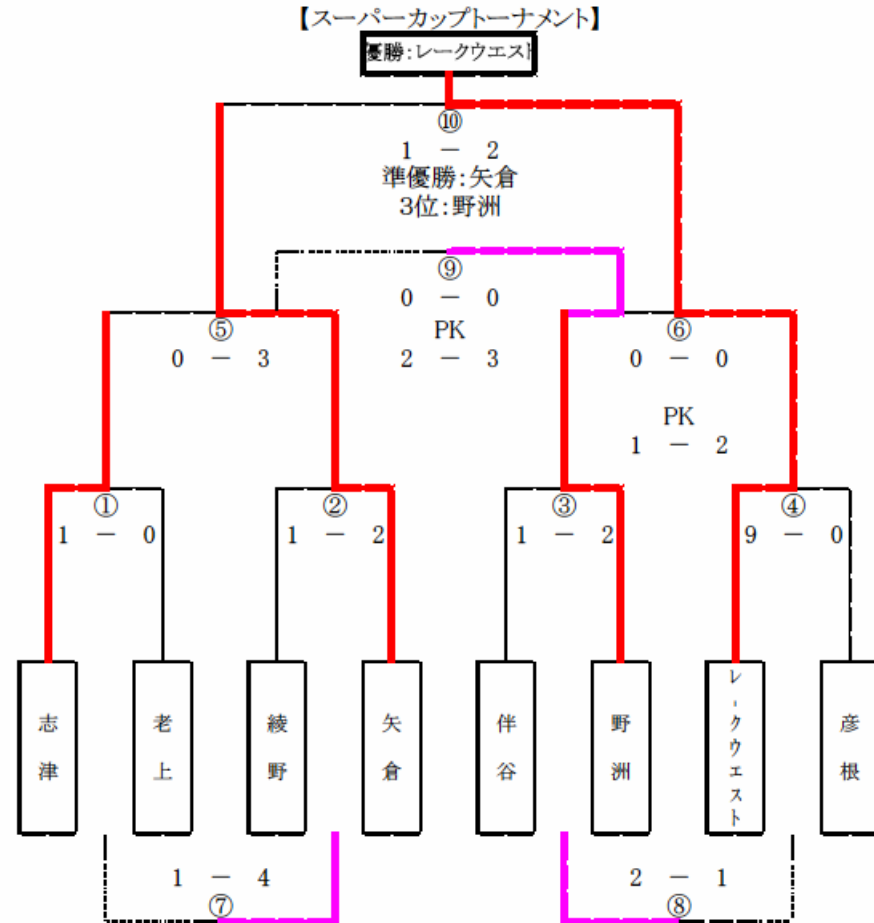 【スーパーカップトーナメント】
優勝:レークウエスト
⑩
1 － 2
準優勝:矢倉
3位:野洲
⑨
0 － 0
PK
2 － 3
⑤
0 － 3
⑥
0 － 0
PK
1 － 2
①
1 － 0
②
1 － 2
③
1 － 2
④
9 － 0
志津
老上
綾野
矢倉
伴谷
野洲
レークウエスト
彦根
1 － 4
⑦
2 － 1
⑧